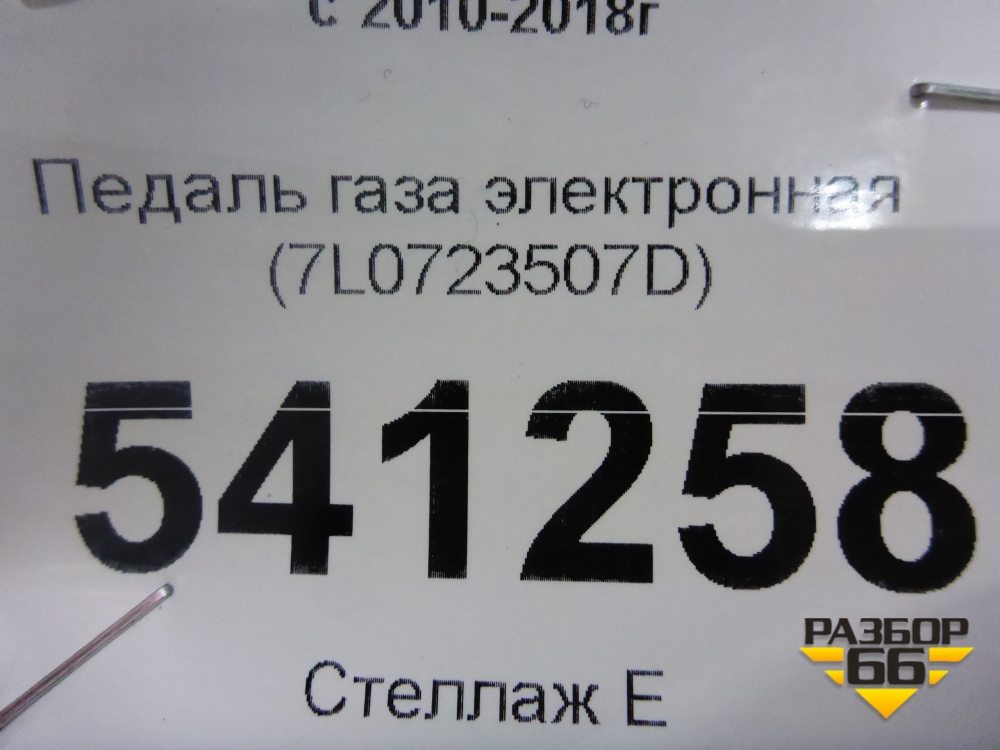 с 2010-2018г
Педаль газа электронная
(7L0723507D)
541258
РАЗБОР
66
Стеллаж Е